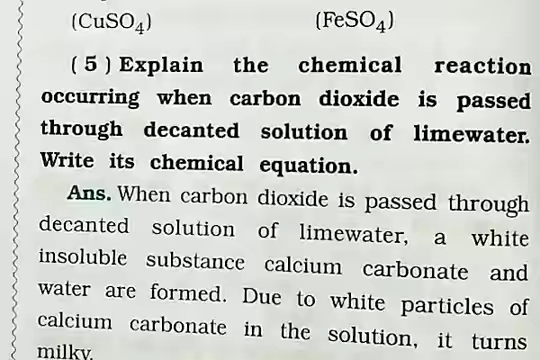 (CuSO₄) (FeSO₄)
(5) Explain the chemical reaction
occurring when carbon dioxide is passed
through decanted solution of limewater.
Write its chemical equation.
Ans. When carbon dioxide is passed through
decanted solution of limewater, a white
insoluble substance calcium carbonate and
water are formed. Due to white particles of
calcium carbonate in the solution, it turns
milky.